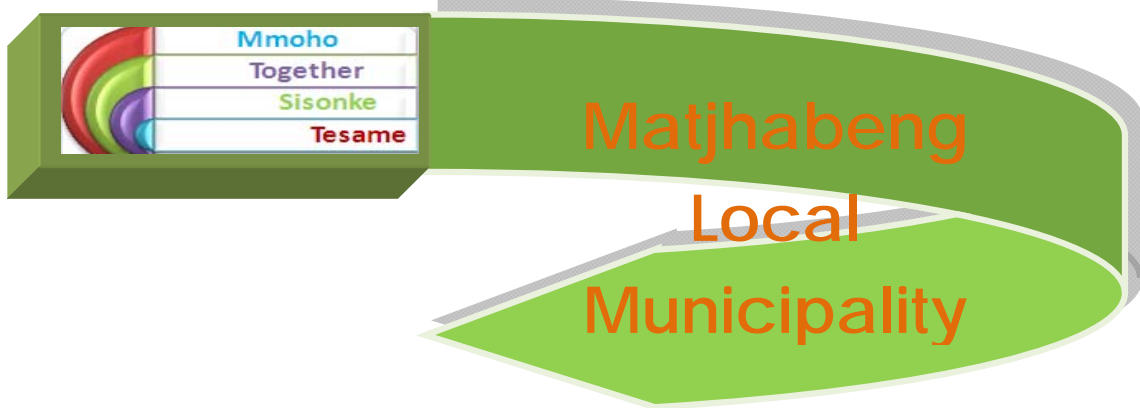 Mmoho
Together
Sisonke
Tesame
Matjhabeng
Local
Municipality